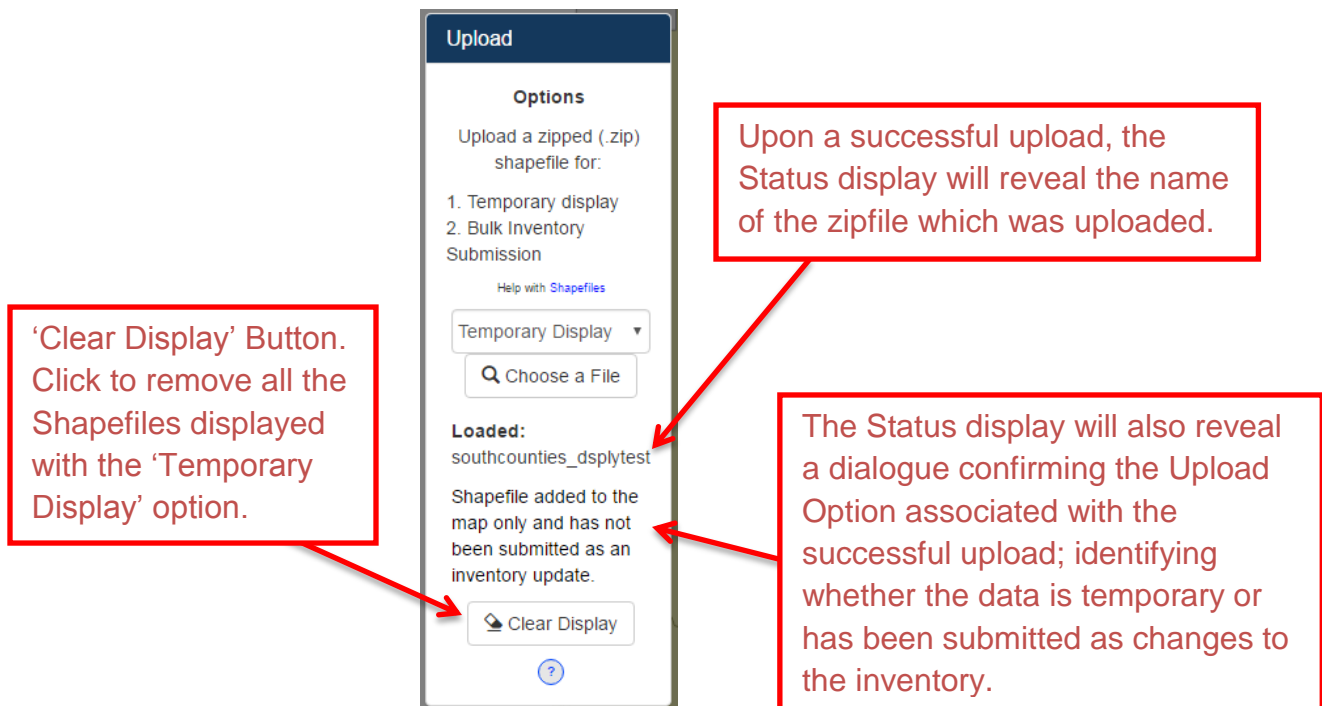 Upload
Options
Upload a zipped (.zip)
shapefile for:
1. Temporary display
2. Bulk Inventory
Submission
Help with Shapefiles
Temporary Display
Choose a File
Loaded:
southcounties_dsplytest
Shapefile added to the
map only and has not
been submitted as an
inventory update.
Clear Display
?
Upon a successful upload, the
Status display will reveal the name
of the zipfile which was uploaded.
‘Clear Display’ Button.
Click to remove all the
Shapefiles displayed
with the ‘Temporary
Display’ option.
The Status display will also reveal
a dialogue confirming the Upload
Option associated with the
successful upload; identifying
whether the data is temporary or
has been submitted as changes to
the inventory.